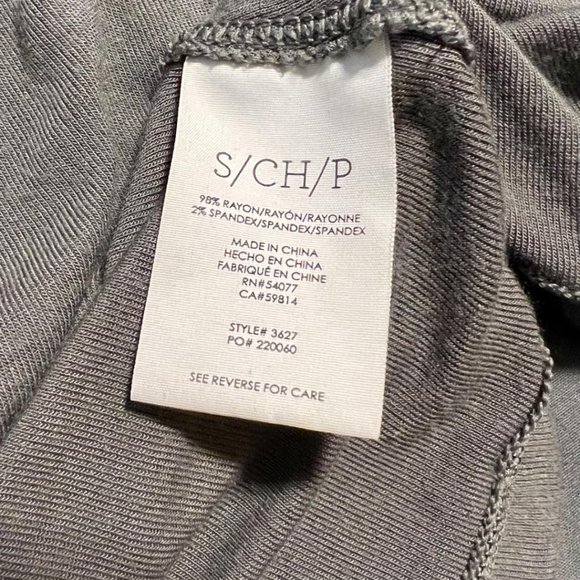 S/CH/P
98% RAYON/RAYÓN/RAYONNE
2% SPANDEX/SPANDEX/SPANDEX
MADE IN CHINA
HECHO EN CHINA
FABRIQUÉ EN CHINE
RN#54077
CA#59814
STYLE# 3627
PO# 220060
SEE REVERSE FOR CARE